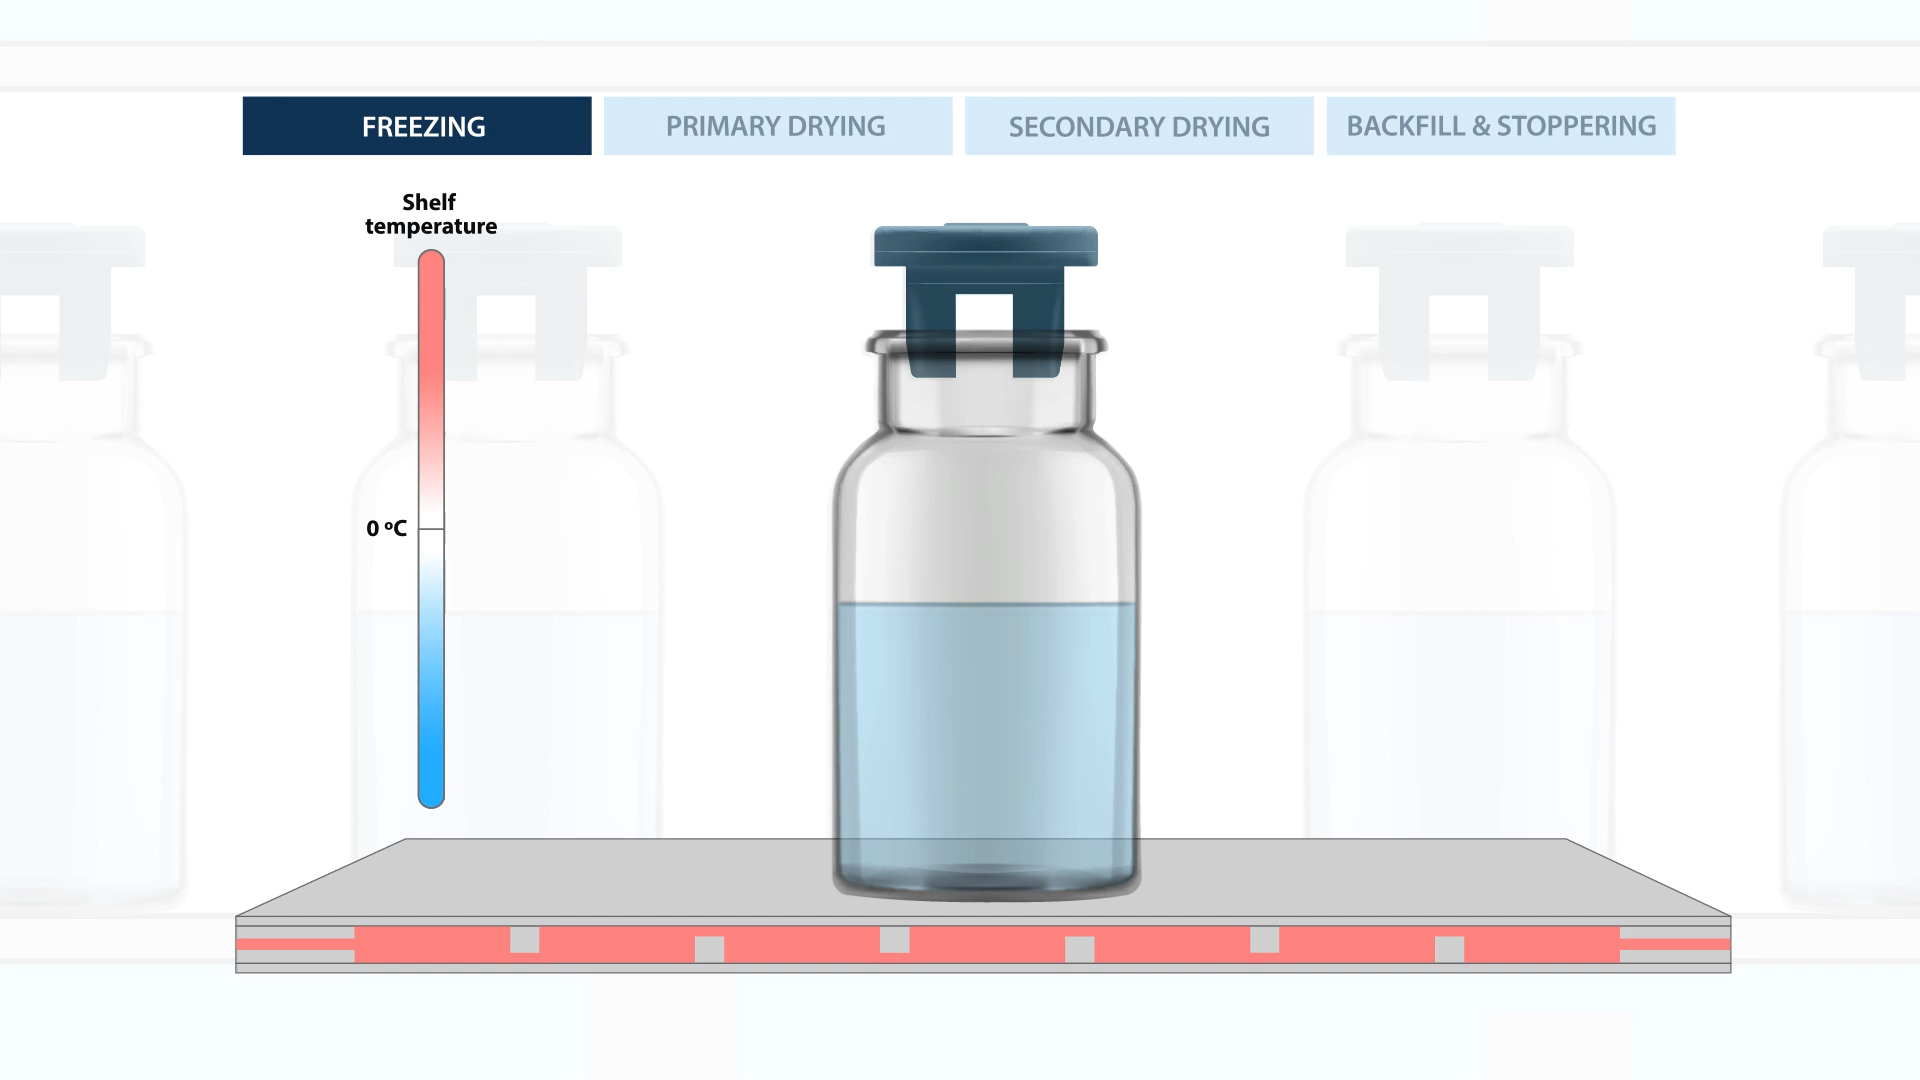 FREEZING
PRIMARY DRYING
SECONDARY DRYING
BACKFILL & STOPPERING
Shelf
temperature
0 ºC